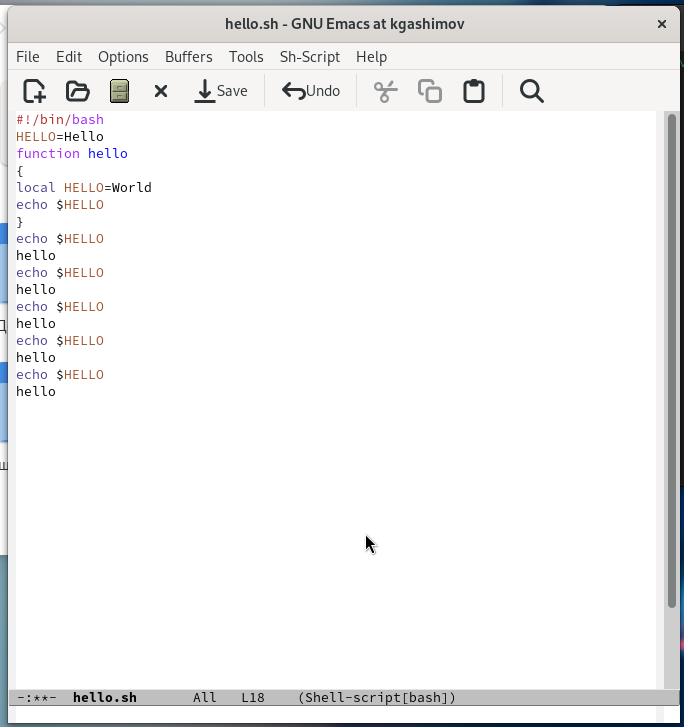 hello.sh - GNU Emacs at kgashimov
File Edit Options Buffers Tools Sh-Script Help
Save Undo
#!/bin/bash
HELLO=Hello
function hello
{
local HELLO=World
echo $HELLO
}
echo $HELLO
hello
echo $HELLO
hello
echo $HELLO
hello
echo $HELLO
hello
echo $HELLO
hello
-:**- hello.sh All L18 (Shell-script[bash])